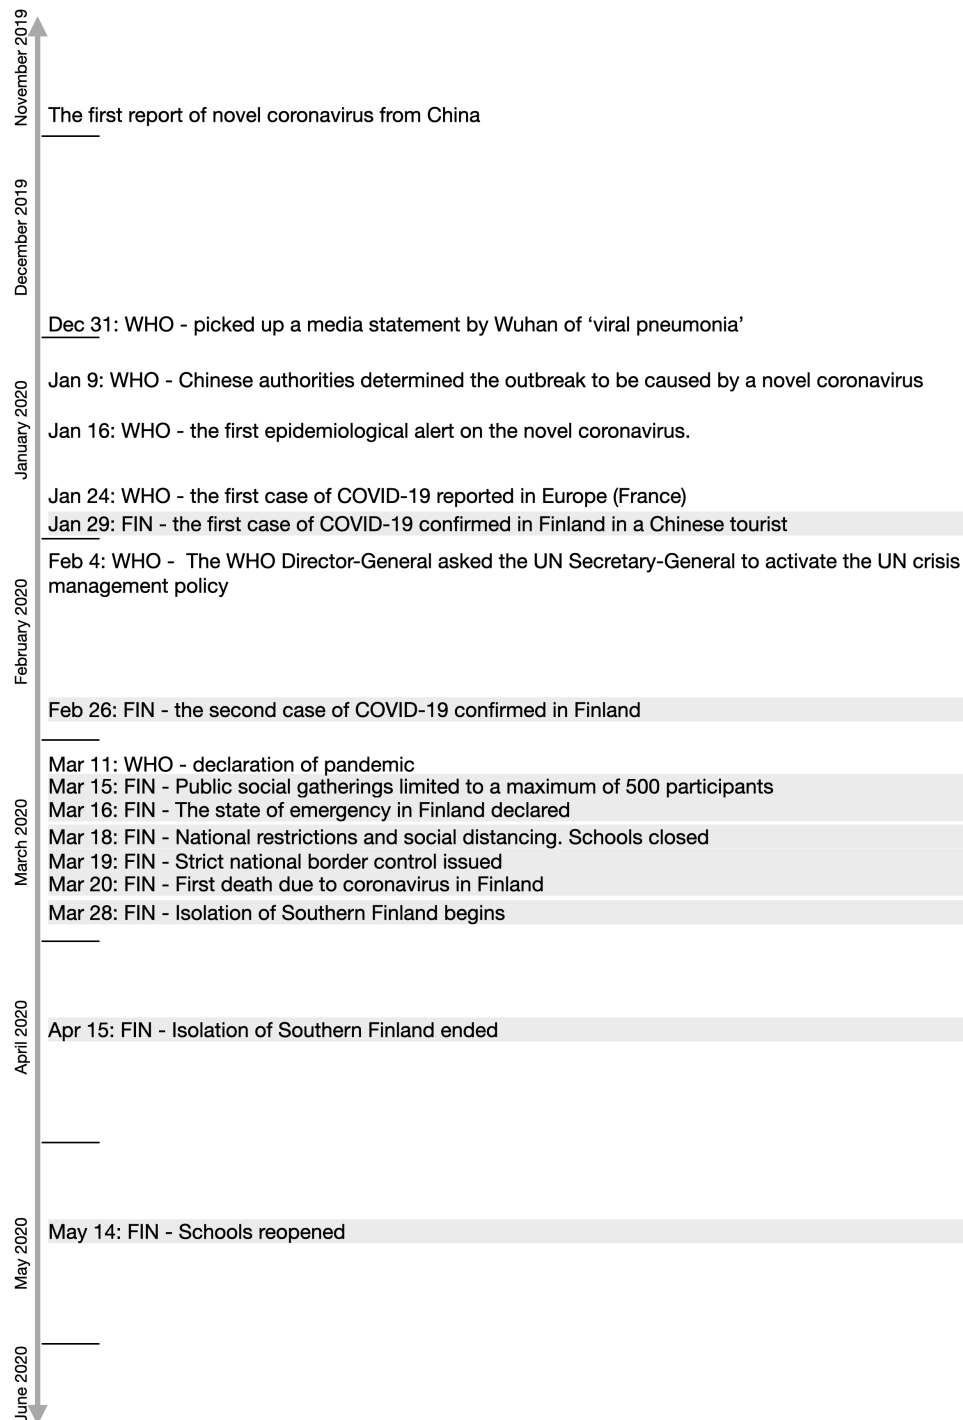 November 2019
The first report of novel coronavirus from China
December 2019
Dec 31: WHO - picked up a media statement by Wuhan of ‘viral pneumonia’
January 2020
Jan 9: WHO - Chinese authorities determined the outbreak to be caused by a novel coronavirus
Jan 16: WHO - the first epidemiological alert on the novel coronavirus.
Jan 24: WHO - the first case of COVID-19 reported in Europe (France)
Jan 29: FIN - the first case of COVID-19 confirmed in Finland in a Chinese tourist
February 2020
Feb 4: WHO -  The WHO Director-General asked the UN Secretary-General to activate the UN crisis
management policy
Feb 26: FIN - the second case of COVID-19 confirmed in Finland
March 2020
Mar 11: WHO - declaration of pandemic
Mar 15: FIN - Public social gatherings limited to a maximum of 500 participants
Mar 16: FIN - The state of emergency in Finland declared
Mar 18: FIN - National restrictions and social distancing. Schools closed
Mar 19: FIN - Strict national border control issued
Mar 20: FIN - First death due to coronavirus in Finland
Mar 28: FIN - Isolation of Southern Finland begins
April 2020
Apr 15: FIN - Isolation of Southern Finland ended
May 2020
May 14: FIN - Schools reopened
June 2020